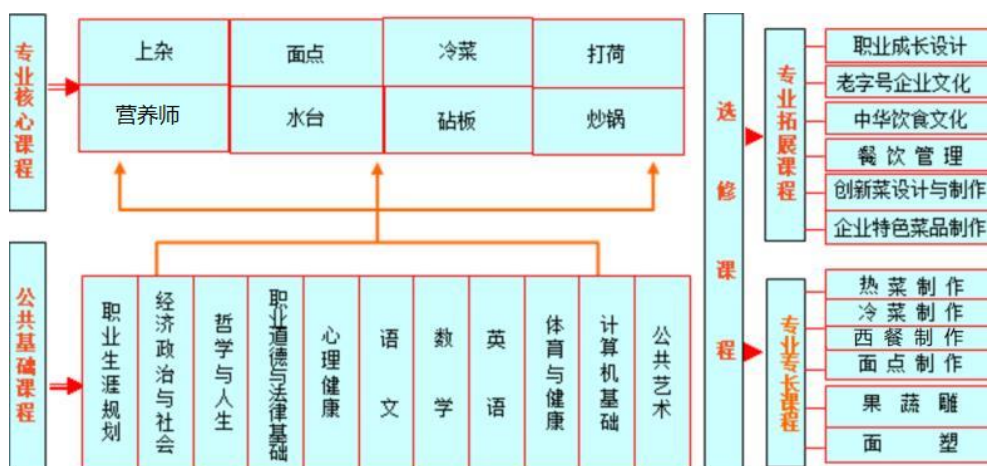 专业核心课程
上杂
面点
冷菜
打荷
营养师
水台
砧板
炒锅
公共基础课程
职业生涯规划
经济政治与社会
哲学与人生
职业道德与法律基础
心理健康
语文
数学
英语
体育与健康
计算机基础
公共艺术
选修课程
专业拓展课程
职业成长设计
老字号企业文化
中华饮食文化
餐饮管理
创新菜设计与制作
企业特色菜品制作
专业专长课程
热菜制作
冷菜制作
西餐制作
面点制作
果蔬雕
面塑